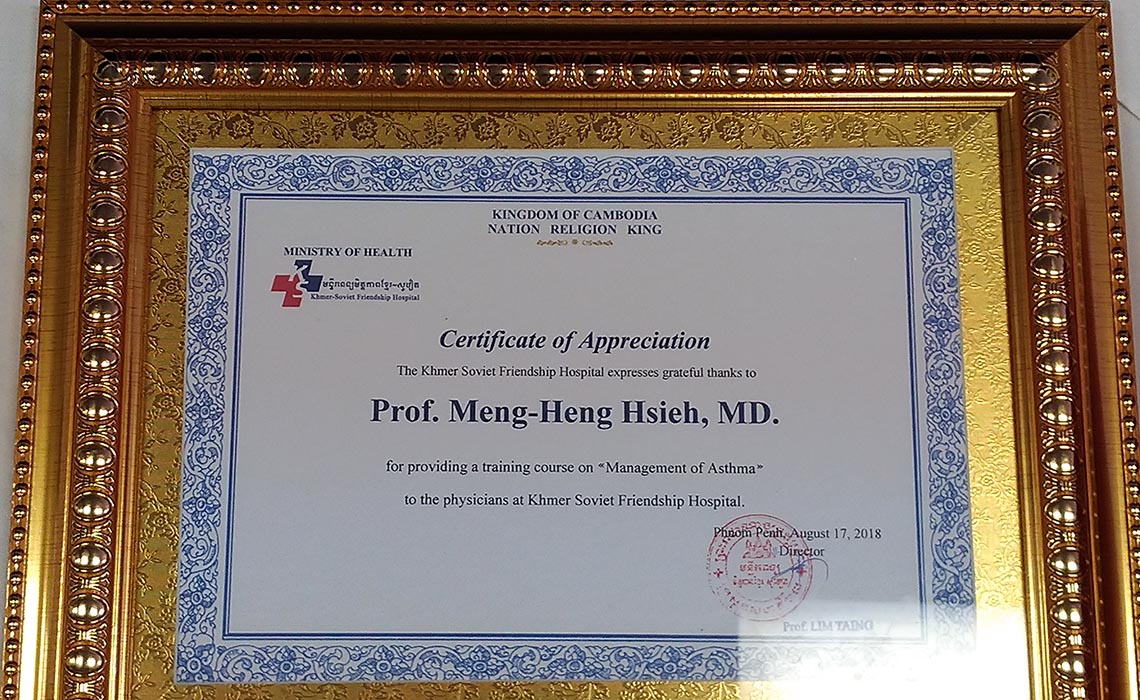 KINGDOM OF CAMBODIA
NATION RELIGION KING
MINISTRY OF HEALTH
មន្ទីរពេទ្យមិត្តភាពខ្មែរ-សូវៀត
Khmer-Soviet Friendship Hospital
Certificate of Appreciation
The Khmer Soviet Friendship Hospital expresses grateful thanks to
Prof. Meng-Heng Hsieh, MD.
for providing a training course on “Management of Asthma”
to the physicians at Khmer Soviet Friendship Hospital.
Phnom Penh, August 17, 2018
Director
Prof. LIM TAING